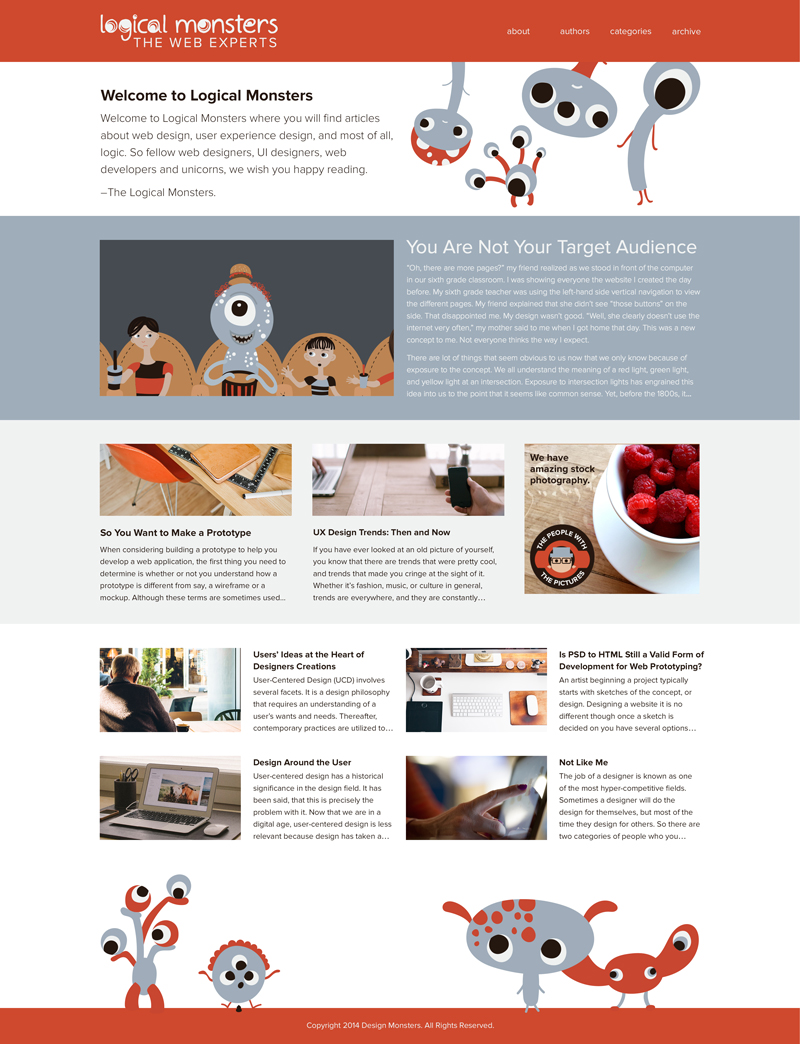 logical monsters
THE WEB EXPERTS
about authors categories archive
Welcome to Logical Monsters
Welcome to Logical Monsters where you will find articles
about web design, user experience design, and most of all,
logic. So fellow web designers, UI designers, web
developers and unicorns, we wish you happy reading.
–The Logical Monsters.
You Are Not Your Target Audience
"Oh, there are more pages?" my friend realized as we stood in front of the computer
in our sixth grade classroom. I was showing everyone the website I created the day
before. My sixth grade teacher was using the left-hand side vertical navigation to view
the different pages. My friend explained that she didn't see "those buttons" on the
side. That disappointed me. My design wasn't good. "Well, she clearly doesn't use the
internet very often," my mother said to me when I got home that day. This was a new
concept to me. Not everyone thinks the way I expect.
There are lot of things that seem obvious to us now that we only know because of
exposure to the concept. We all understand the meaning of a red light, green light,
and yellow light at an intersection. Exposure to intersection lights has engrained this
idea into us to the point that it seems like common sense. Yet, before the 1800s, it...
So You Want to Make a Prototype
When considering building a prototype to help you
develop a web application, the first thing you need to
determine is whether or not you understand how a
prototype is different from say, a wireframe or a
mockup. Although these terms are sometimes used...
UX Design Trends: Then and Now
If you have ever looked at an old picture of yourself,
you know that there are trends that were pretty cool,
and trends that made you cringe at the sight of it.
Whether it's fashion, music, or culture in general,
trends are everywhere, and they are constantly...
We have
amazing stock
photography.
THE PEOPLE WITH
THE PICTURES
Users' Ideas at the Heart of
Designers Creations
User-Centered Design (UCD) involves
several facets. It is a design philosophy
that requires an understanding of a
user's wants and needs. Thereafter,
contemporary practices are utilized to...
Is PSD to HTML Still a Valid Form of
Development for Web Prototyping?
An artist beginning a project typically
starts with sketches of the concept, or
design. Designing a website it is no
different though once a sketch is
decided on you have several options...
Design Around the User
User-centered design has a historical
significance in the design field. It has
been said, that this is precisely the
problem with it. Now that we are in a
digital age, user-centered design is less
relevant because design has taken a...
Not Like Me
The job of a designer is known as one
of the most hyper-competitive fields.
Sometimes a designer will do the
design for themselves, but most of the
time they design for others. So there are
two categories of people who you...
Copyright 2014 Design Monsters. All Rights Reserved.